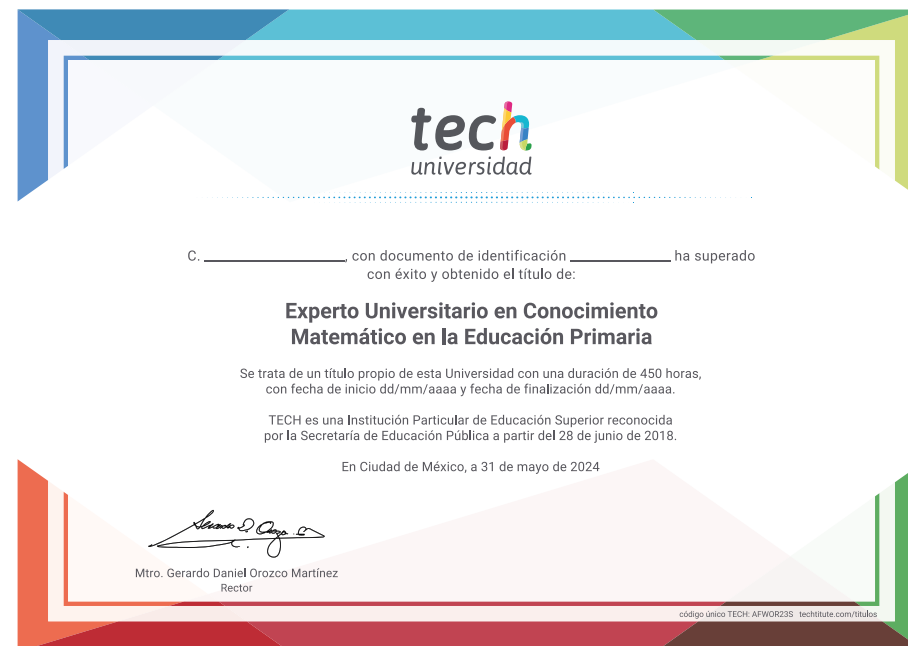 tech
universidad
C. ________________, con documento de identificación ____________ ha superado
con éxito y obtenido el título de:
Experto Universitario en Conocimiento
Matemático en la Educación Primaria
Se trata de un título propio de esta Universidad con una duración de 450 horas,
con fecha de inicio dd/mm/aaaa y fecha de finalización dd/mm/aaaa.
TECH es una Institución Particular de Educación Superior reconocida
por la Secretaría de Educación Pública a partir del 28 de junio de 2018.
En Ciudad de México, a 31 de mayo de 2024
Mtro. Gerardo Daniel Orozco Martínez
Rector
código único TECH: AFWOR23S techtitute.com/titulos